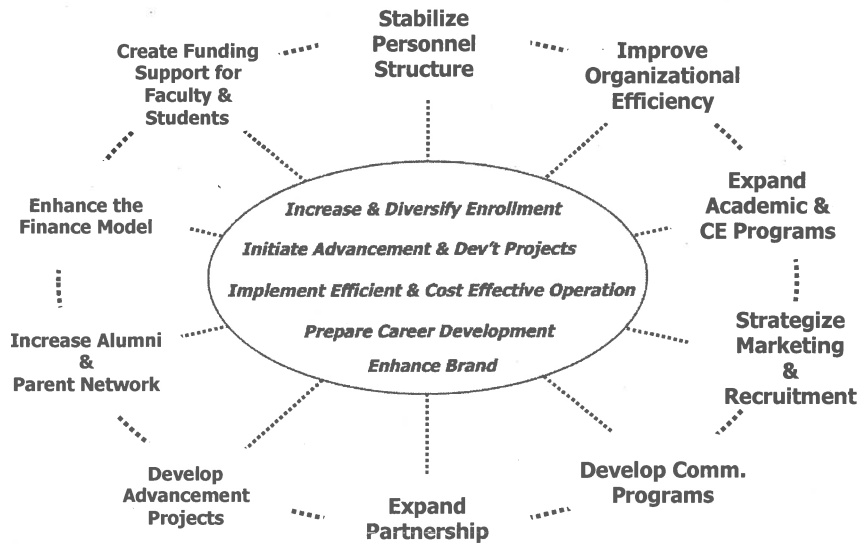 Stabilize
Personnel
Structure
Improve
Organizational
Efficiency
Expand
Academic &
CE Programs
Strategize
Marketing
&
Recruitment
Develop Comm.
Programs
Expand
Partnership
Develop
Advancement
Projects
Increase Alumni
&
Parent Network
Enhance the
Finance Model
Create Funding
Support for
Faculty &
Students
Increase & Diversify Enrollment
Initiate Advancement & Dev't Projects
Implement Efficient & Cost Effective Operation
Prepare Career Development
Enhance Brand